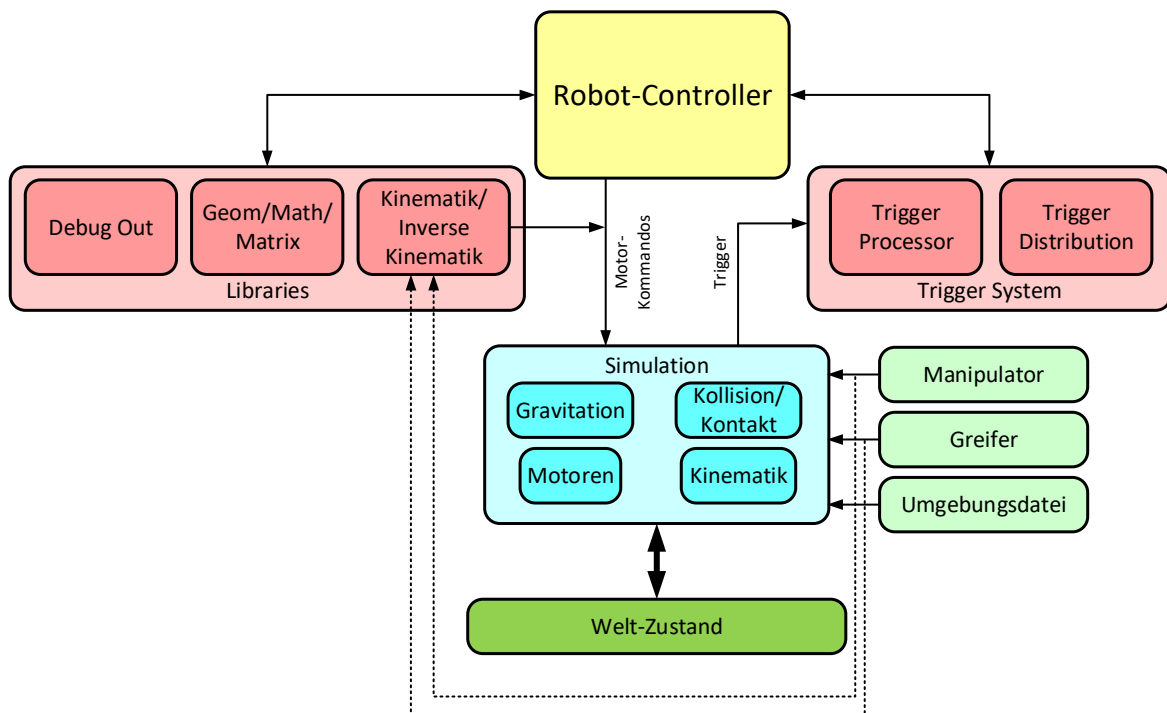 Robot-Controller
Debug Out
Geom/Math/
Matrix
Kinematik/
Inverse
Kinematik
Libraries
Motor-
Kommandos
Trigger
Trigger
Processor
Trigger
Distribution
Trigger System
Simulation
Gravitation
Kollision/
Kontakt
Motoren
Kinematik
Manipulator
Greifer
Umgebungsdatei
Welt-Zustand